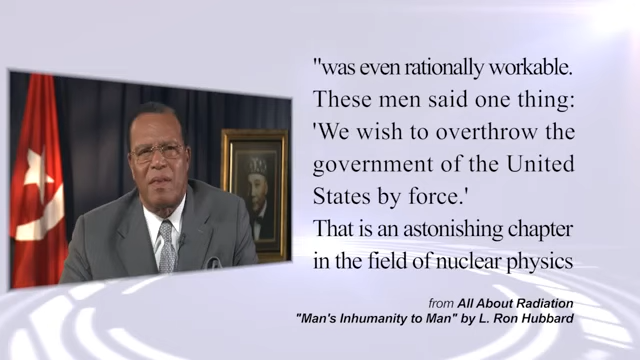 "was even rationally workable.
These men said one thing:
'We wish to overthrow the
government of the United
States by force.'
That is an astonishing chapter
in the field of nuclear physics
from All About Radiation
"Man's Inhumanity to Man" by L. Ron Hubbard